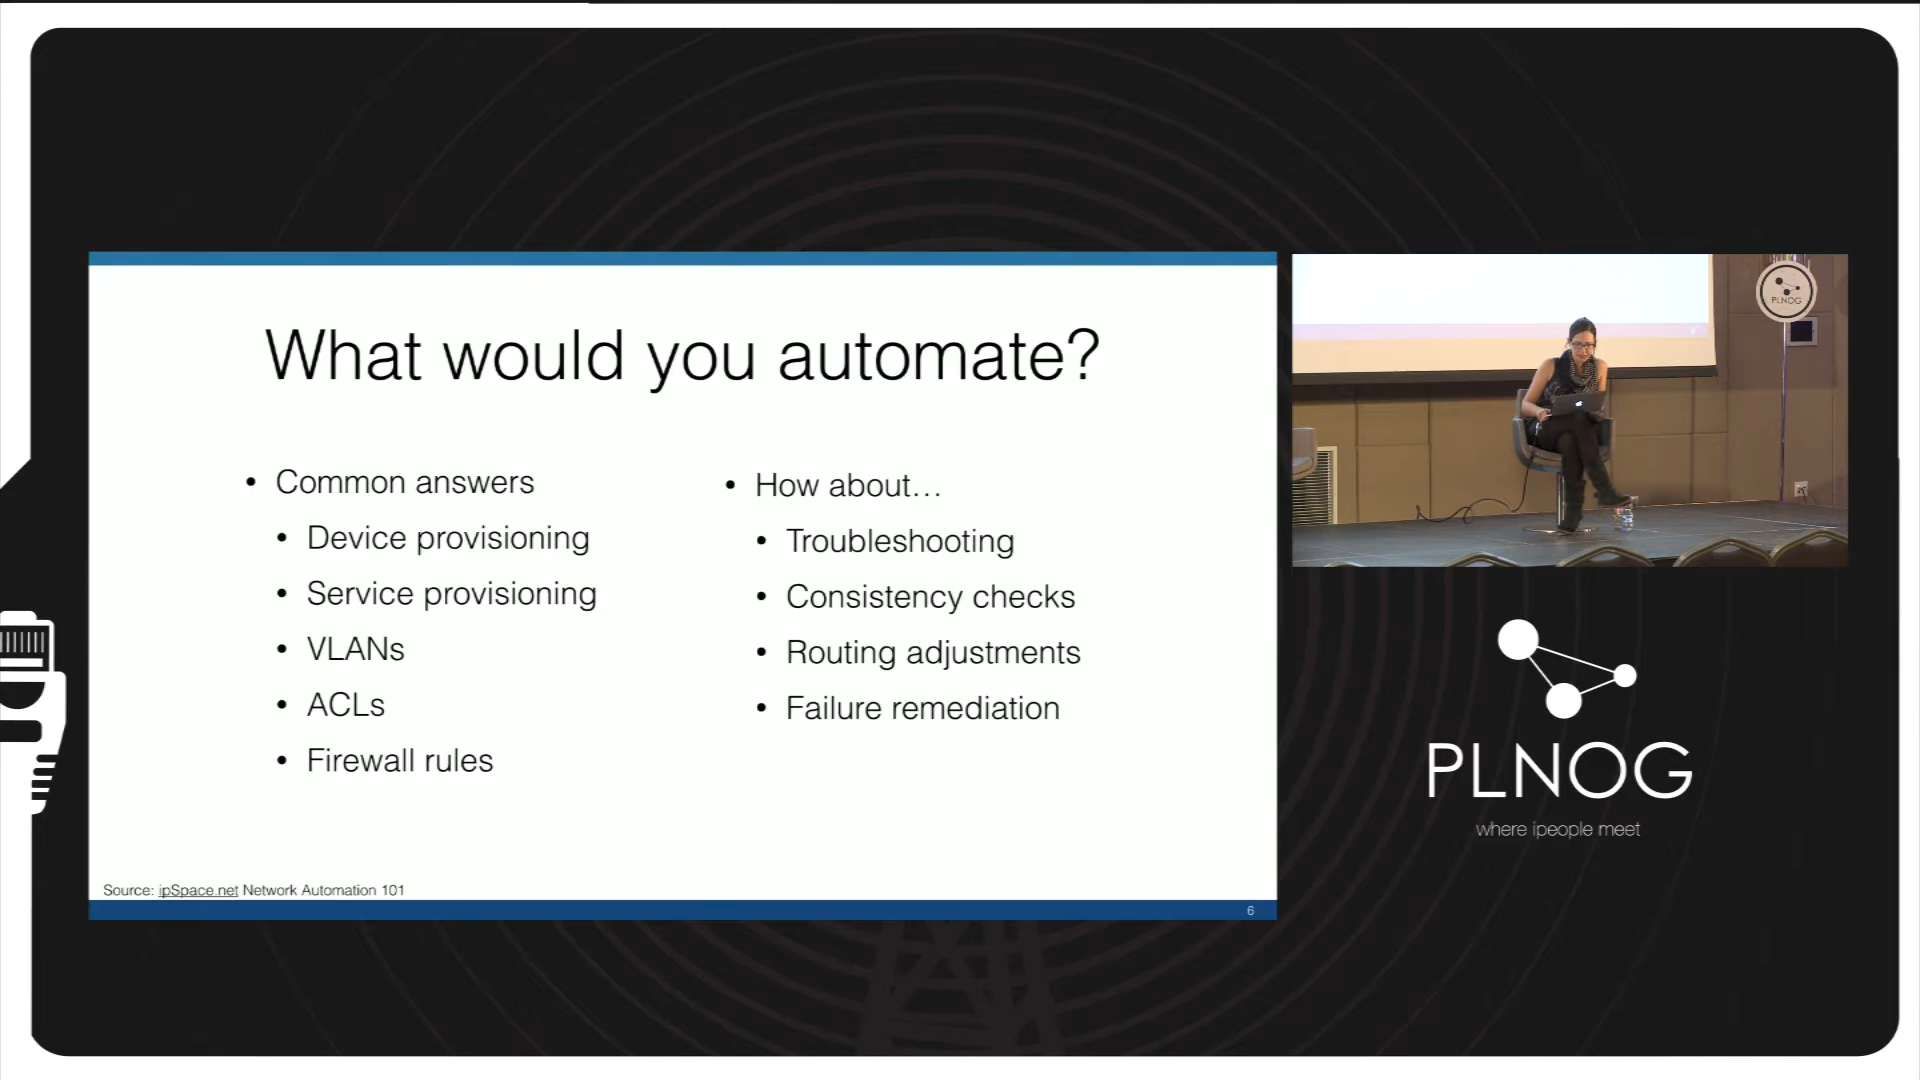 What would you automate?
• Common answers
• Device provisioning
• Service provisioning
• VLANs
• ACLs
• Firewall rules
• How about…
• Troubleshooting
• Consistency checks
• Routing adjustments
• Failure remediation
Source: ipSpace.net Network Automation 101
6
PLNOG
PLNOG
where ipeople meet